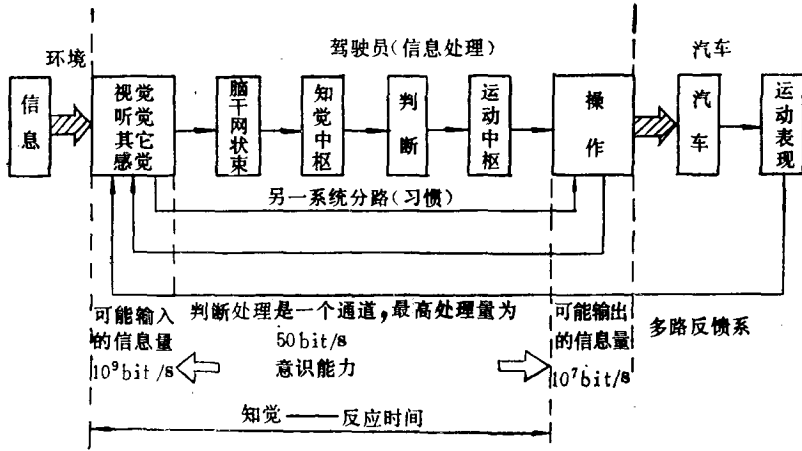 环境
驾驶员(信息处理)
汽车
信息
视觉
听觉
其它
感觉
脑干网状束
知觉中枢
判断
运动中枢
操作
汽车
运动表现
另一系统分路(习惯)
可能输入
的信息量
10⁹bit/s
判断处理是一个通道,最高处理量为
50bit/s
意识能力
可能输出
的信息量
10⁷bit/s
多路反馈系
知觉——反应时间